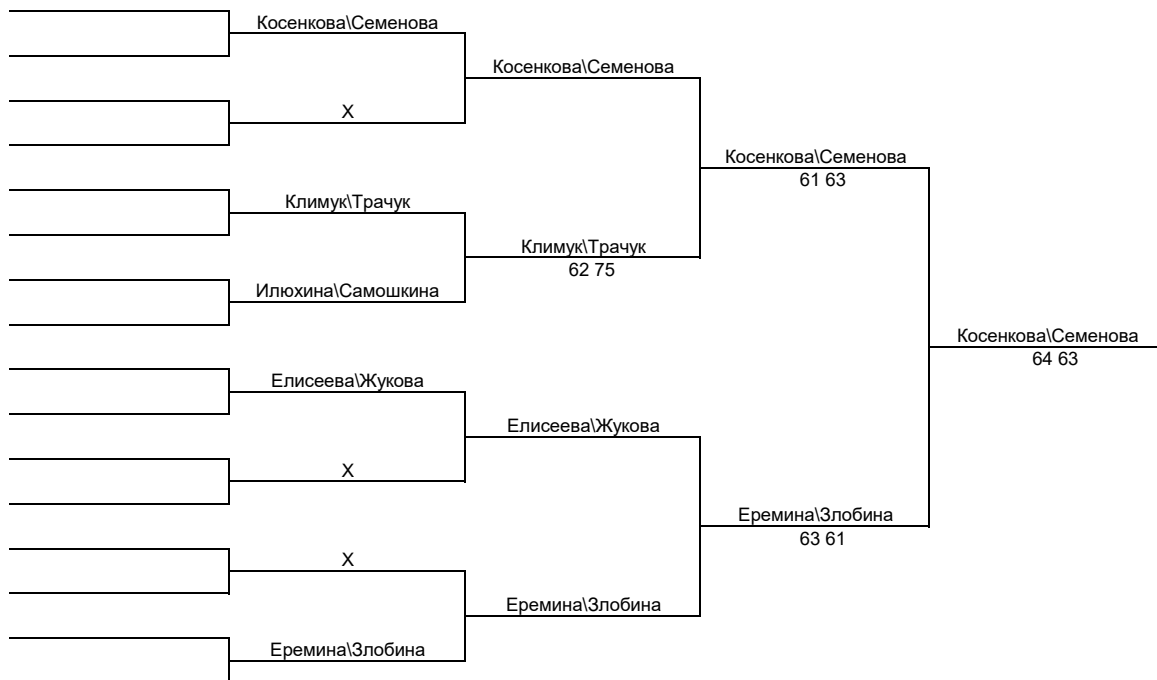 Косенкова\Семенова
Косенкова\Семенова
X
Косенкова\Семенова
61 63
Климук\Трачук
Климук\Трачук
62 75
Илюхина\Самошкина
Косенкова\Семенова
64 63
Елисеева\Жукова
Елисеева\Жукова
X
Еремина\Злобина
63 61
X
Еремина\Злобина
Еремина\Злобина